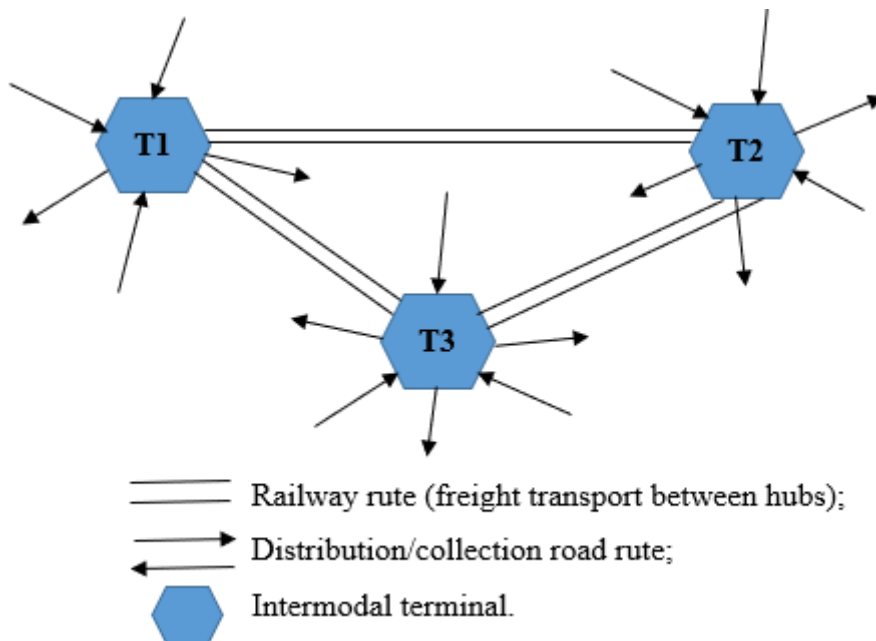 T1
T2
T3
Railway rute (freight transport between hubs);
Distribution/collection road rute;
Intermodal terminal.